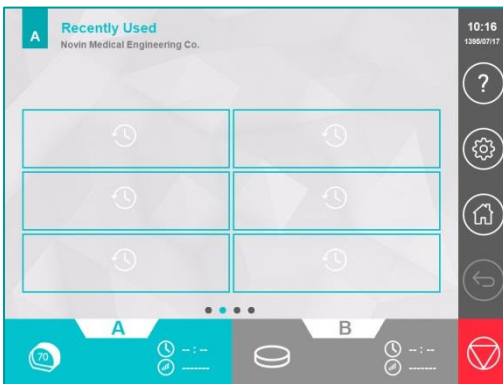 A
Recently Used
Novin Medical Engineering Co.
10:16
1395/07/17
?
A
B
70
--:--
-------
--:--
-------